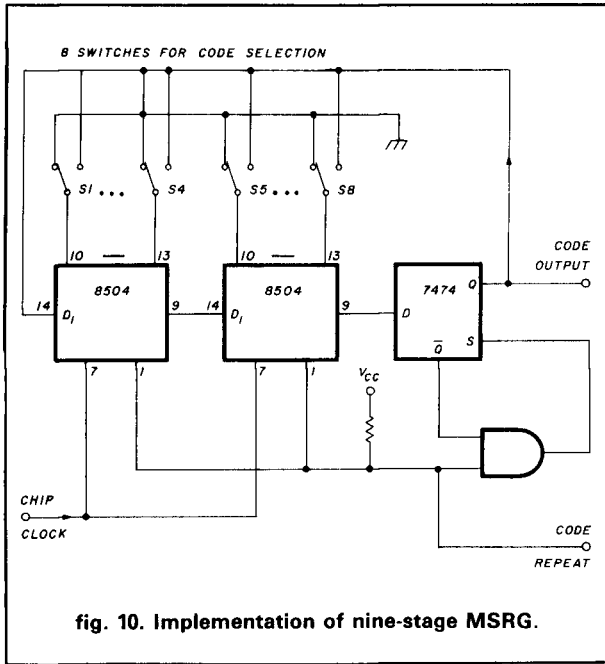 8 SWITCHES FOR CODE SELECTION
S1 ... S4 S5 ... S8
10 13 10 13
8504 8504 7474
Q CODE OUTPUT
14 D1 9 14 D1 9 D
Q S
7 1 7 1
VCC
CHIP CLOCK
CODE REPEAT
fig. 10. Implementation of nine-stage MSRG.